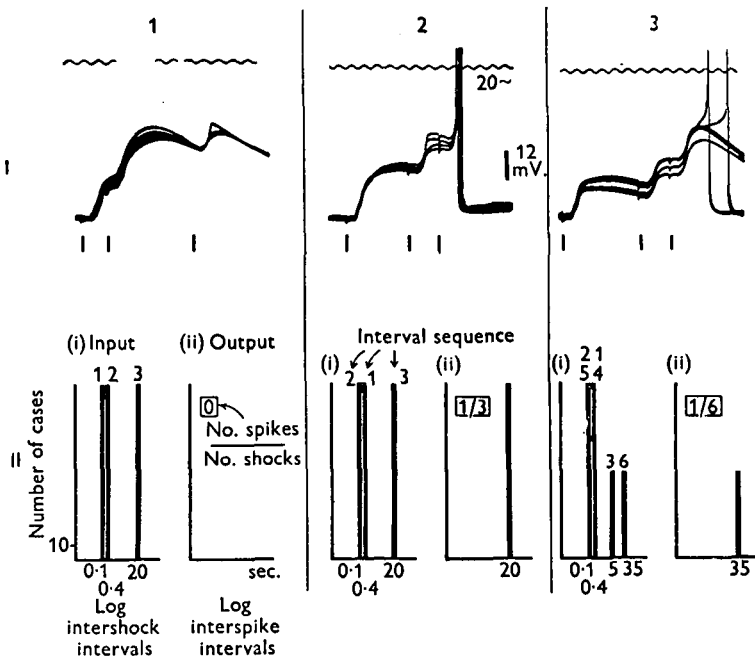 1
2
3
20~
12
mV.
I
(i) Input
(ii) Output
1 2 3
0
No. spikes
No. shocks
II
Number of cases
10
0·1
0·4
20
sec.
Log
intershock
intervals
Log
interspike
intervals
Interval sequence
(i)
2 1 3
(ii)
1/3
0·1
0·4
20
20
(i)
2 1
5 4
3 6
(ii)
1/6
0·1
0·4
5 35
35